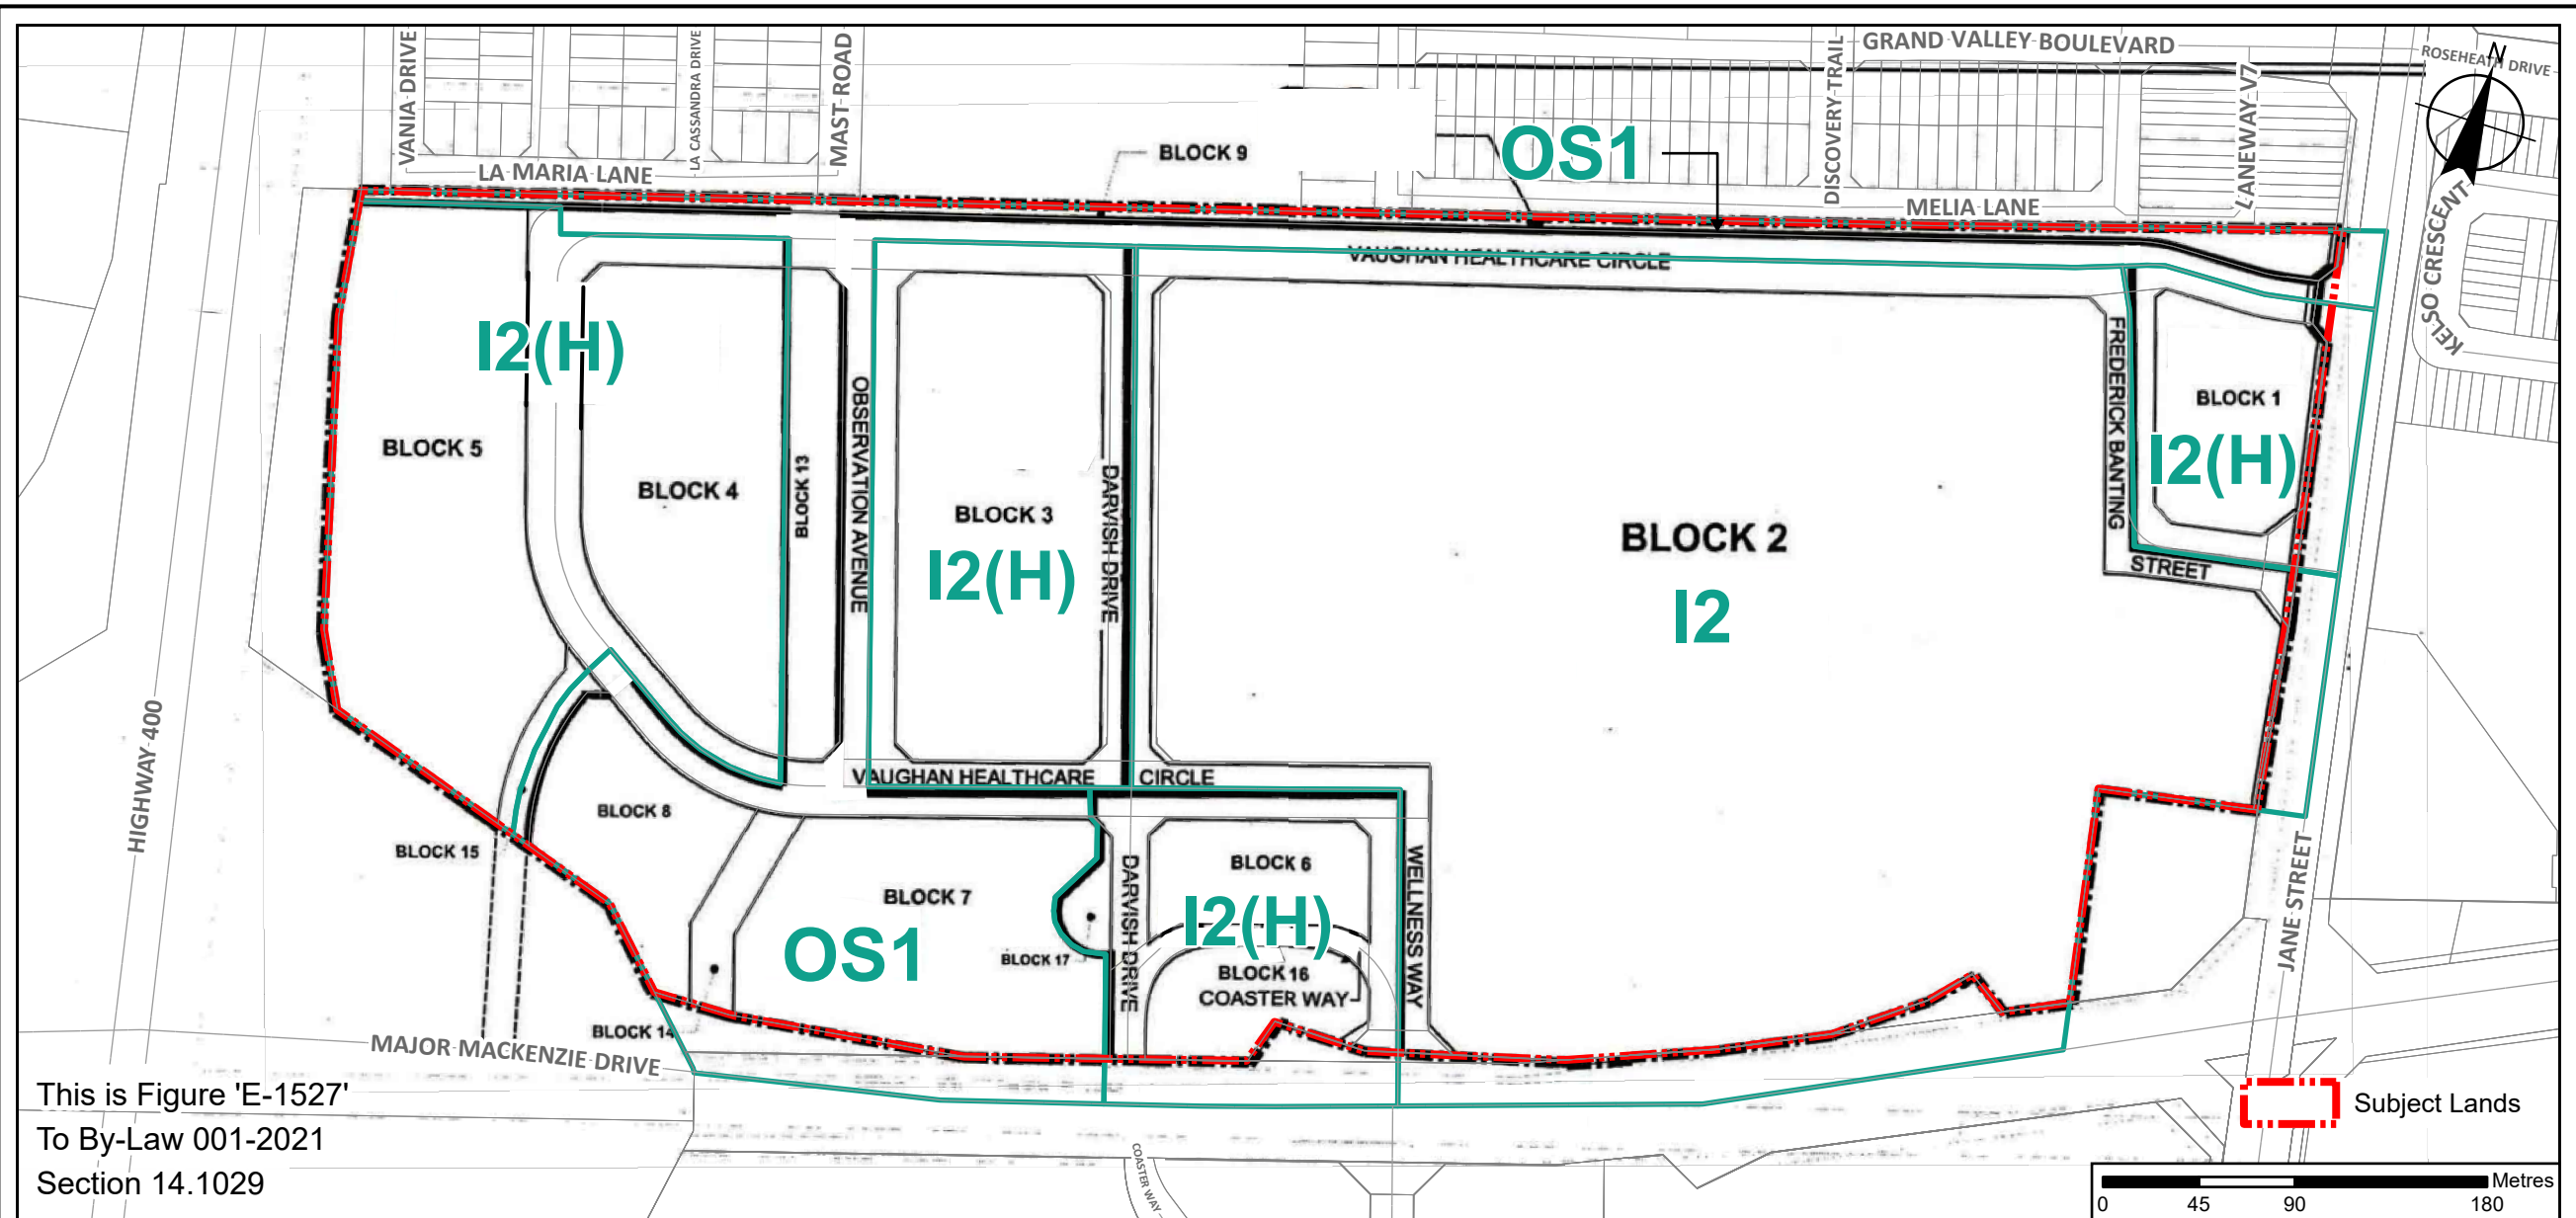 GRAND VALLEY BOULEVARD
ROSEHEATH DRIVE
N
VANIA DRIVE
LA CASSANDRA DRIVE
MAST ROAD
DISCOVERY TRAIL
LANEWAY V7
BLOCK 9
OS1
LA MARIA LANE
MELIA LANE
KELSO CRESCENT
VAUGHAN HEALTHCARE CIRCLE
I2(H)
BLOCK 5
BLOCK 4
BLOCK 13
OBSERVATION AVENUE
BLOCK 3
I2(H)
DARVISH DRIVE
BLOCK 2
I2
FREDERICK BANTING
STREET
BLOCK 1
I2(H)
HIGHWAY 400
VAUGHAN HEALTHCARE CIRCLE
BLOCK 8
BLOCK 15
BLOCK 7
OS1
BLOCK 17
DARVISH DRIVE
BLOCK 6
I2(H)
BLOCK 16
COASTER WAY
WELLNESS WAY
JANE STREET
BLOCK 14
MAJOR MACKENZIE DRIVE
COASTER WAY
This is Figure 'E-1527'
To By-Law 001-2021
Section 14.1029
Subject Lands
Metres
0 45 90 180